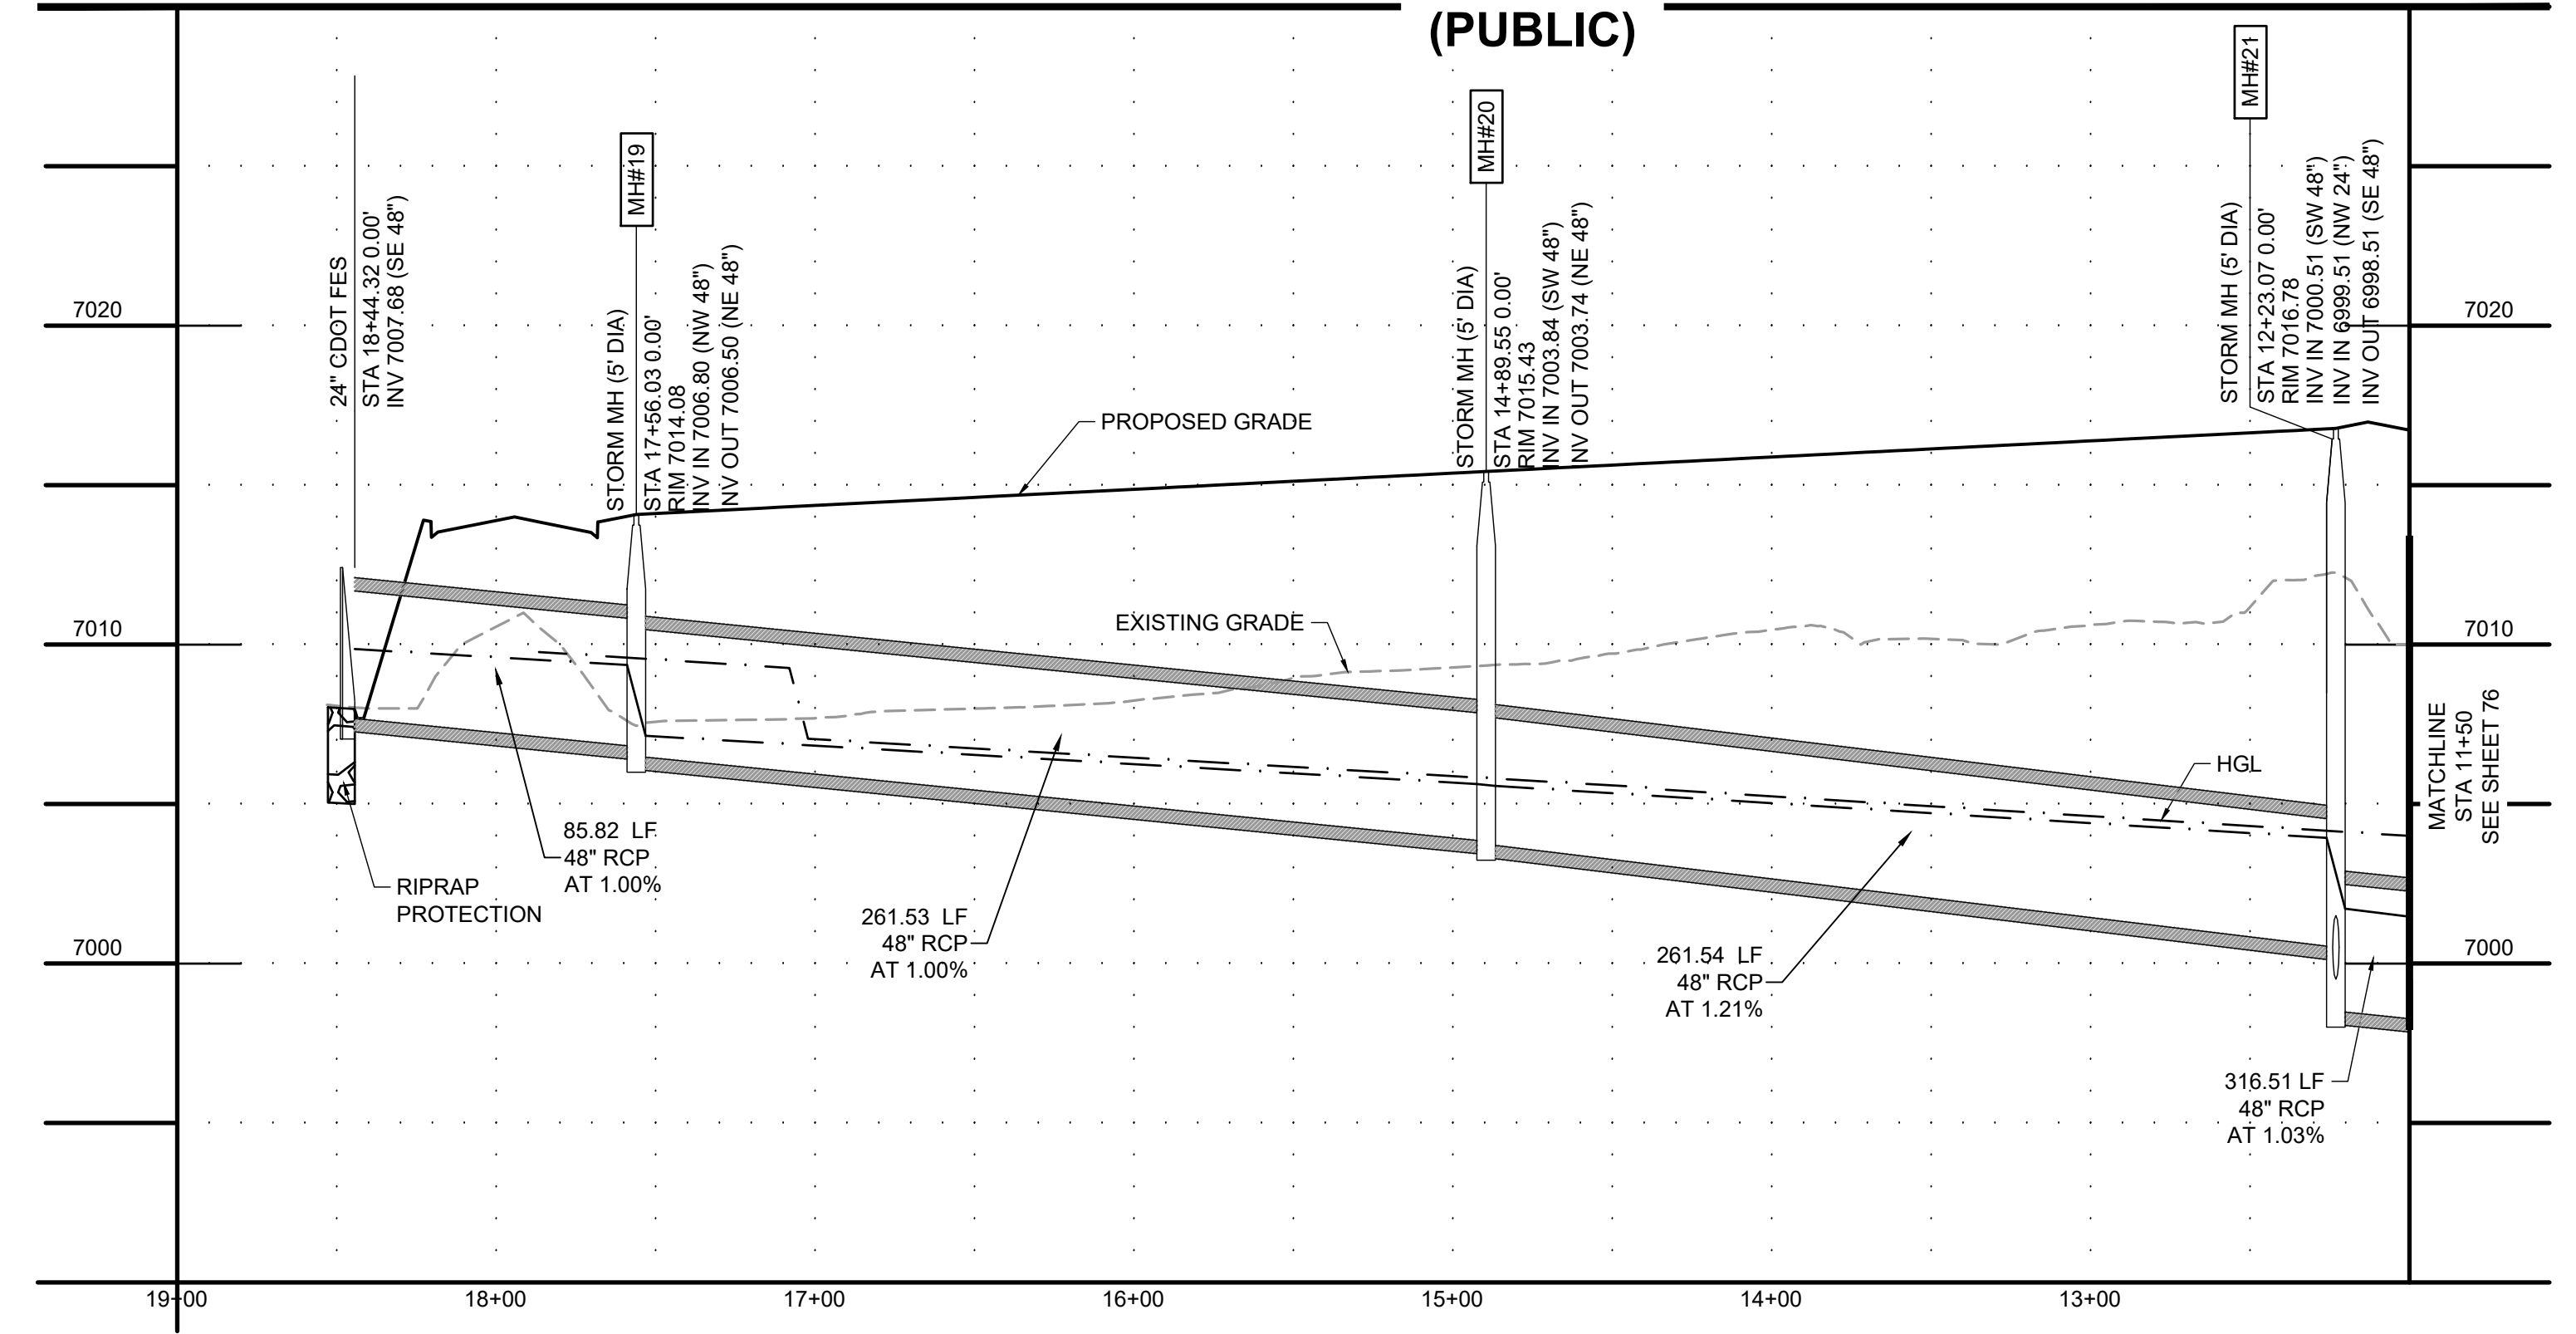 (PUBLIC)
MH#19
MH#20
MH#21
24" CDOT FES
STA 18+44.32 0.00'
INV 7007.68 (SE 48")
STORM MH (5' DIA)
STA 17+56.03 0.00'
RIM 7014.08
INV IN 7006.80 (NW 48")
INV OUT 7006.50 (NE 48")
STORM MH (5' DIA)
STA 14+89.55 0.00'
RIM 7015.43
INV IN 7003.84 (SW 48")
INV OUT 7003.74 (NE 48")
STORM MH (5' DIA)
STA 12+23.07 0.00'
RIM 7016.78
INV IN 7000.51 (SW 48")
INV IN 6999.51 (NW 24")
INV OUT 6998.51 (SE 48")
7020
7020
PROPOSED GRADE
EXISTING GRADE
7010
7010
HGL
MATCHLINE
STA 11+50
SEE SHEET 76
RIPRAP
PROTECTION
85.82 LF
48" RCP
AT 1.00%
261.53 LF
48" RCP
AT 1.00%
261.54 LF
48" RCP
AT 1.21%
7000
7000
316.51 LF
48" RCP
AT 1.03%
19+00
18+00
17+00
16+00
15+00
14+00
13+00